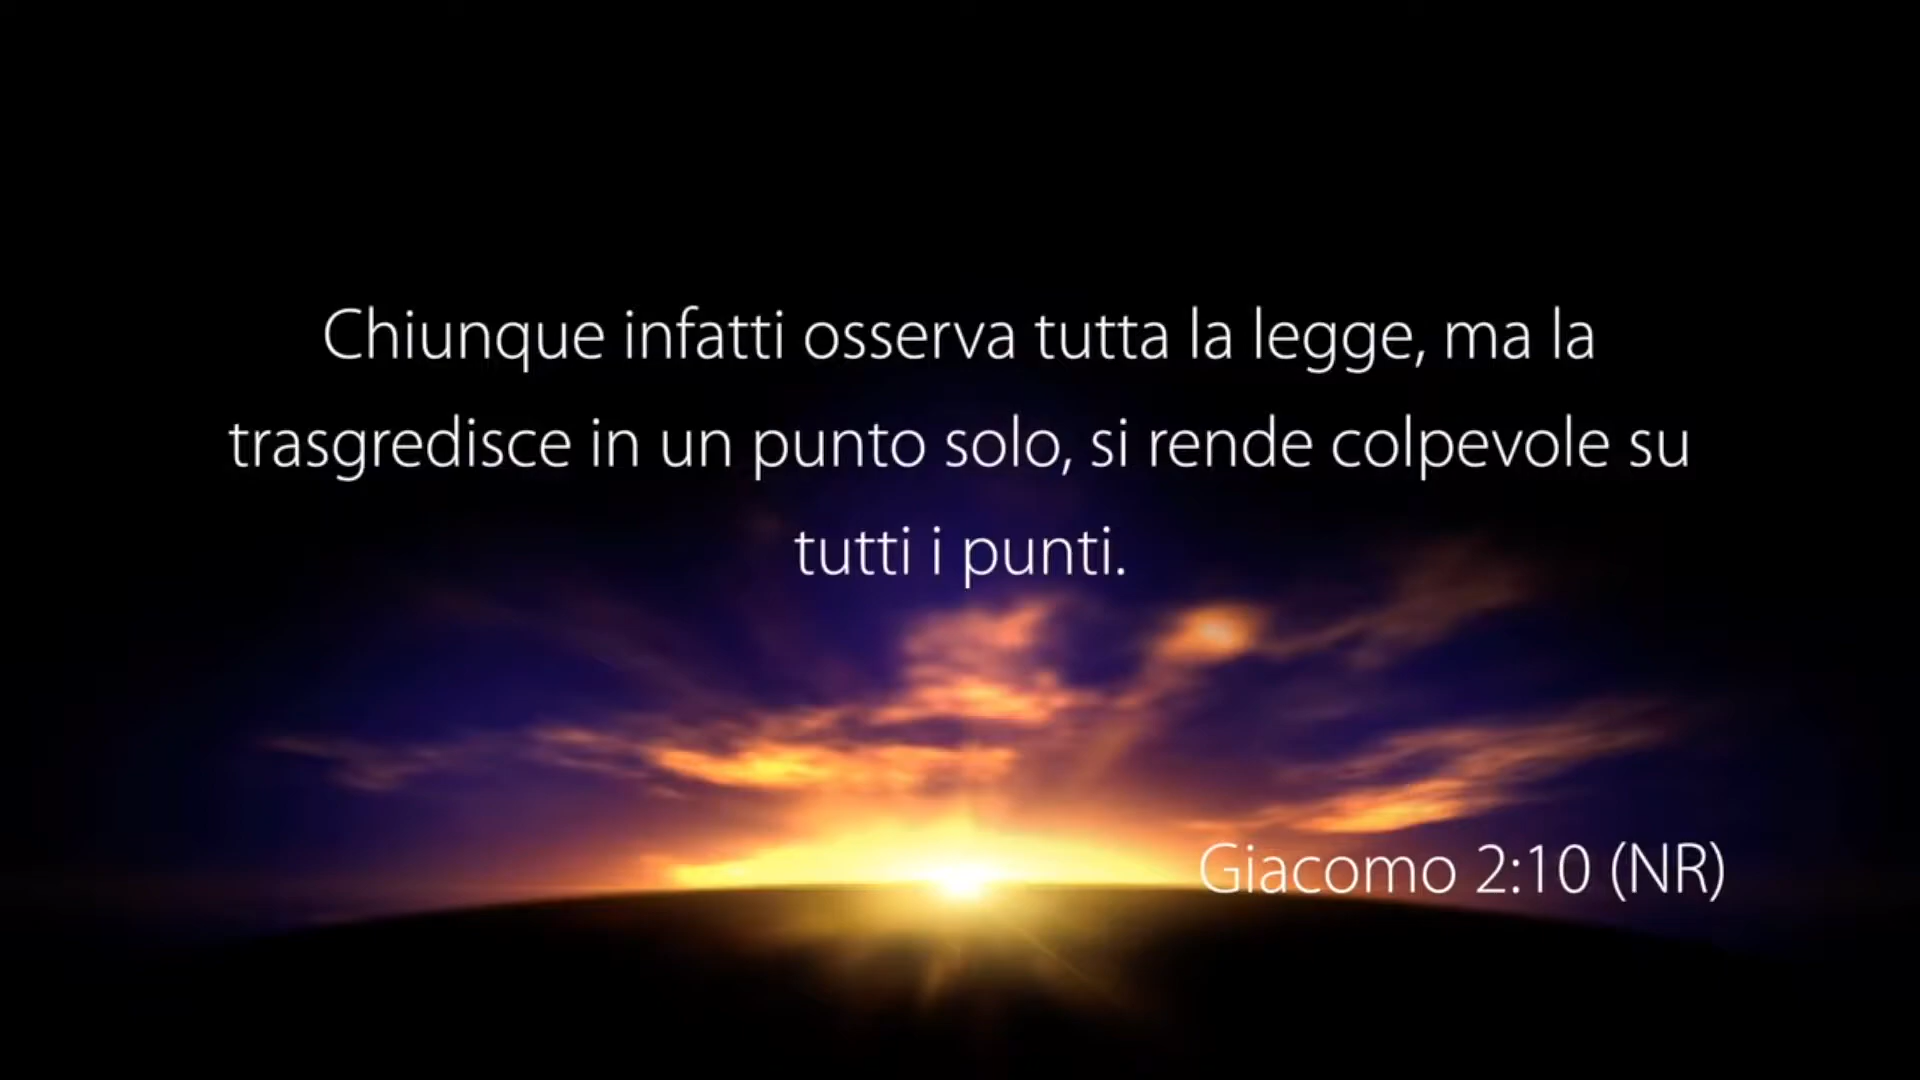 Chiunque infatti osserva tutta la legge, ma la
trasgredisce in un punto solo, si rende colpevole su
tutti i punti.
Giacomo 2:10 (NR)